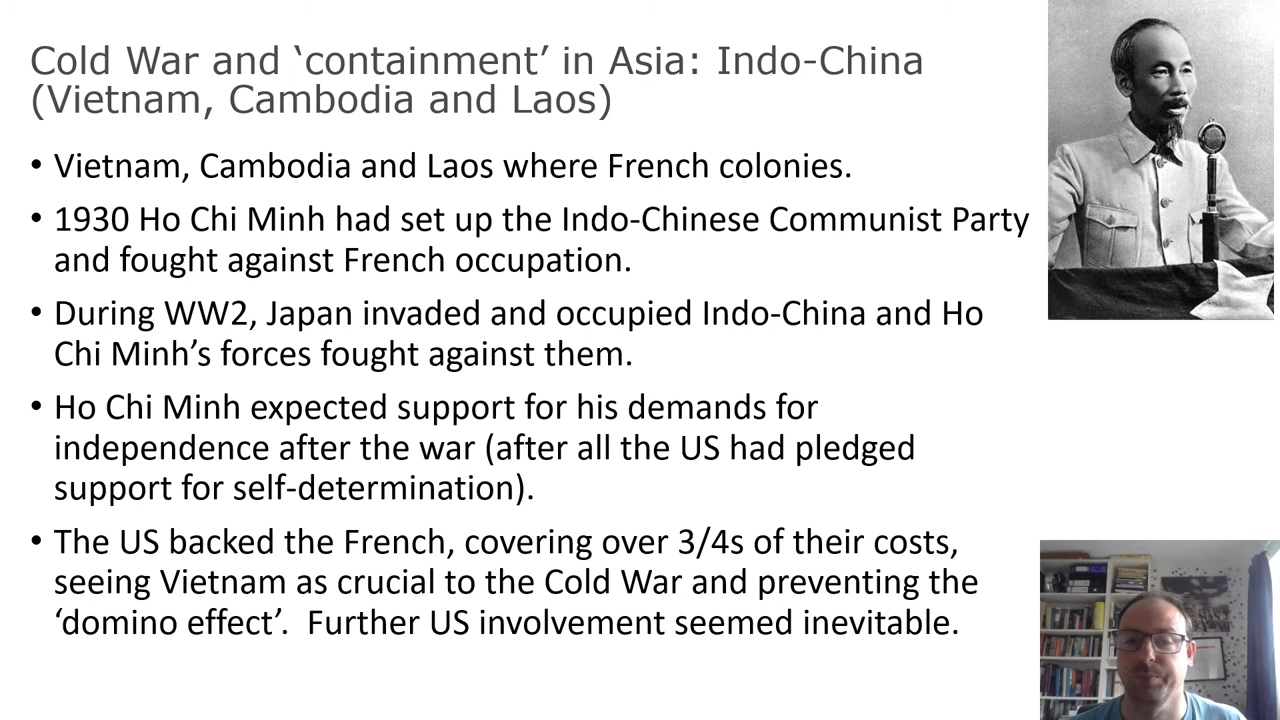 Cold War and ‘containment’ in Asia: Indo-China
(Vietnam, Cambodia and Laos)
• Vietnam, Cambodia and Laos where French colonies.
• 1930 Ho Chi Minh had set up the Indo-Chinese Communist Party
and fought against French occupation.
• During WW2, Japan invaded and occupied Indo-China and Ho
Chi Minh’s forces fought against them.
• Ho Chi Minh expected support for his demands for
independence after the war (after all the US had pledged
support for self-determination).
• The US backed the French, covering over 3/4s of their costs,
seeing Vietnam as crucial to the Cold War and preventing the
‘domino effect’.  Further US involvement seemed inevitable.